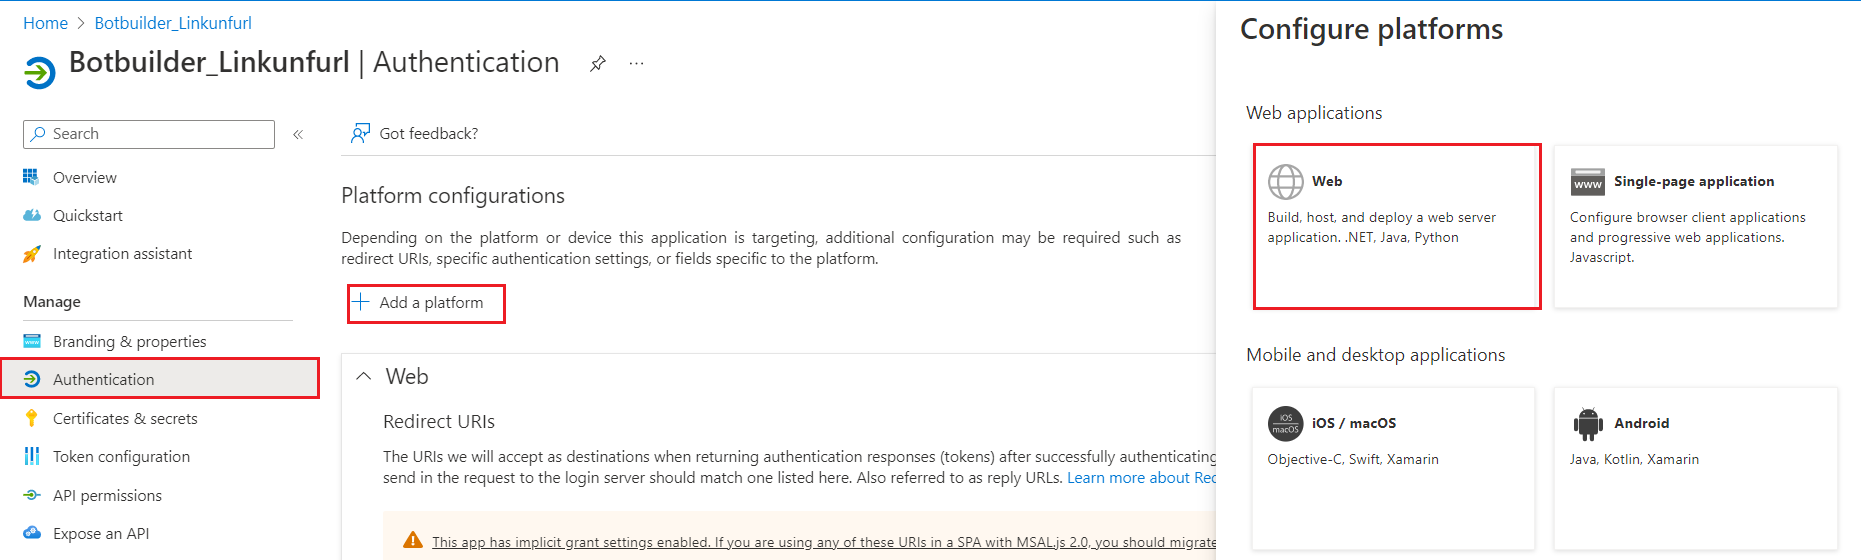 Home > Botbuilder_Linkunfurl
Botbuilder_Linkunfurl | Authentication
Search
Overview
Quickstart
Integration assistant
Manage
Branding & properties
Authentication
Certificates & secrets
Token configuration
API permissions
Expose an API
Got feedback?
Platform configurations
Depending on the platform or device this application is targeting, additional configuration may be required such as
redirect URIs, specific authentication settings, or fields specific to the platform.
Add a platform
Web
Redirect URIs
The URIs we will accept as destinations when returning authentication responses (tokens) after successfully authenticating
send in the request to the login server should match one listed here. Also referred to as reply URLs. Learn more about Rec
This app has implicit grant settings enabled. If you are using any of these URIs in a SPA with MSAL.js 2.0, you should migrate
Configure platforms
Web applications
Web
Build, host, and deploy a web server
application. .NET, Java, Python
www
Single-page application
Configure browser client applications
and progressive web applications.
Javascript.
Mobile and desktop applications
iOS
macOS
iOS / macOS
Objective-C, Swift, Xamarin
Android
Java, Kotlin, Xamarin